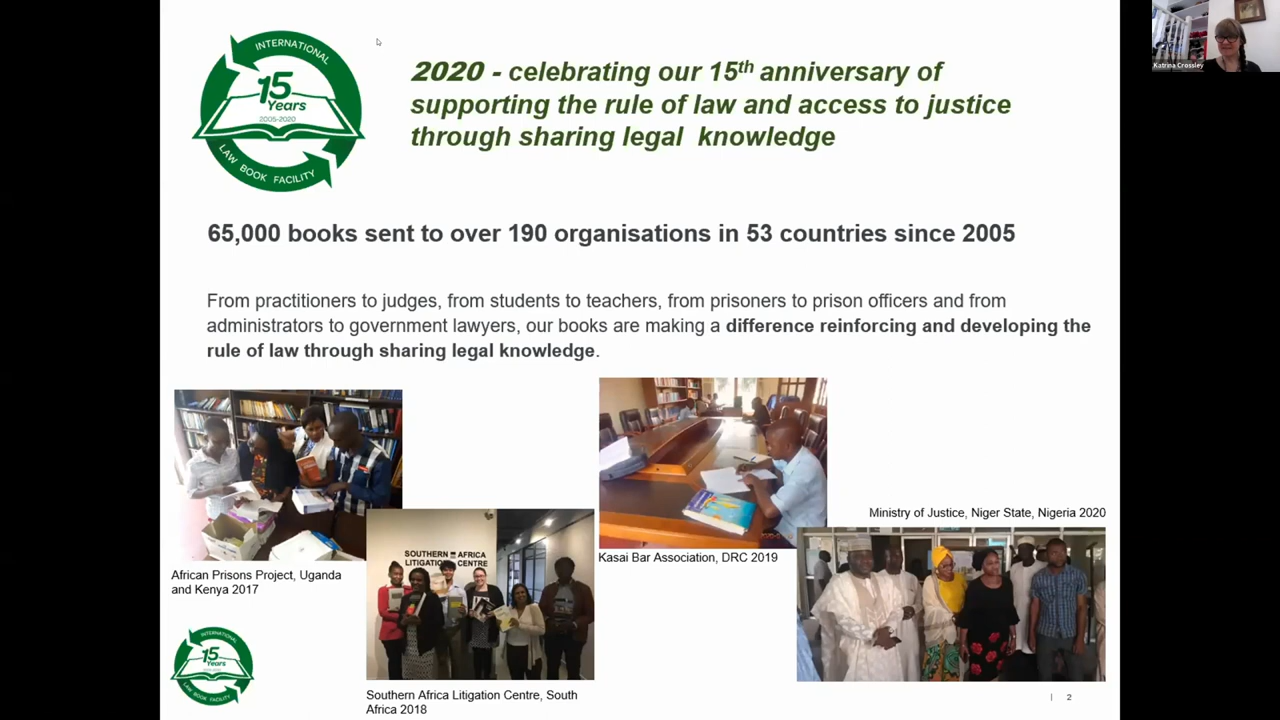 INTERNATIONAL
15
Years
2005-2020
LAW BOOK FACILITY
2020 - celebrating our 15th anniversary of
supporting the rule of law and access to justice
through sharing legal knowledge
Katrina Crossley
65,000 books sent to over 190 organisations in 53 countries since 2005
From practitioners to judges, from students to teachers, from prisoners to prison officers and from
administrators to government lawyers, our books are making a difference reinforcing and developing the
rule of law through sharing legal knowledge.
SOUTHERN AFRICA
LITIGATION CENTRE
African Prisons Project, Uganda
and Kenya 2017
Kasai Bar Association, DRC 2019
Ministry of Justice, Niger State, Nigeria 2020
INTERNATIONAL
15
Years
LAW BOOK FACILITY
Southern Africa Litigation Centre, South
Africa 2018
| 2